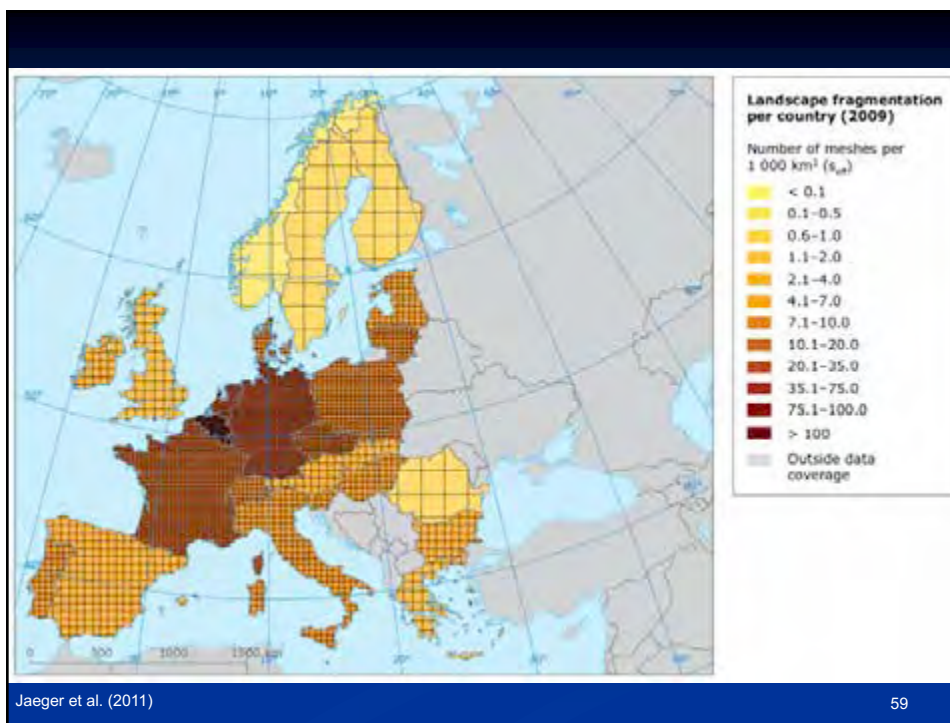 Landscape fragmentation
per country (2009)
Number of meshes per
1 000 km² (s_eff)
< 0.1
0.1–0.5
0.6–1.0
1.1–2.0
2.1–4.0
4.1–7.0
7.1–10.0
10.1–20.0
20.1–35.0
35.1–75.0
75.1–100.0
> 100
Outside data
coverage
0 500 1000 1500 km
Jaeger et al. (2011)
59